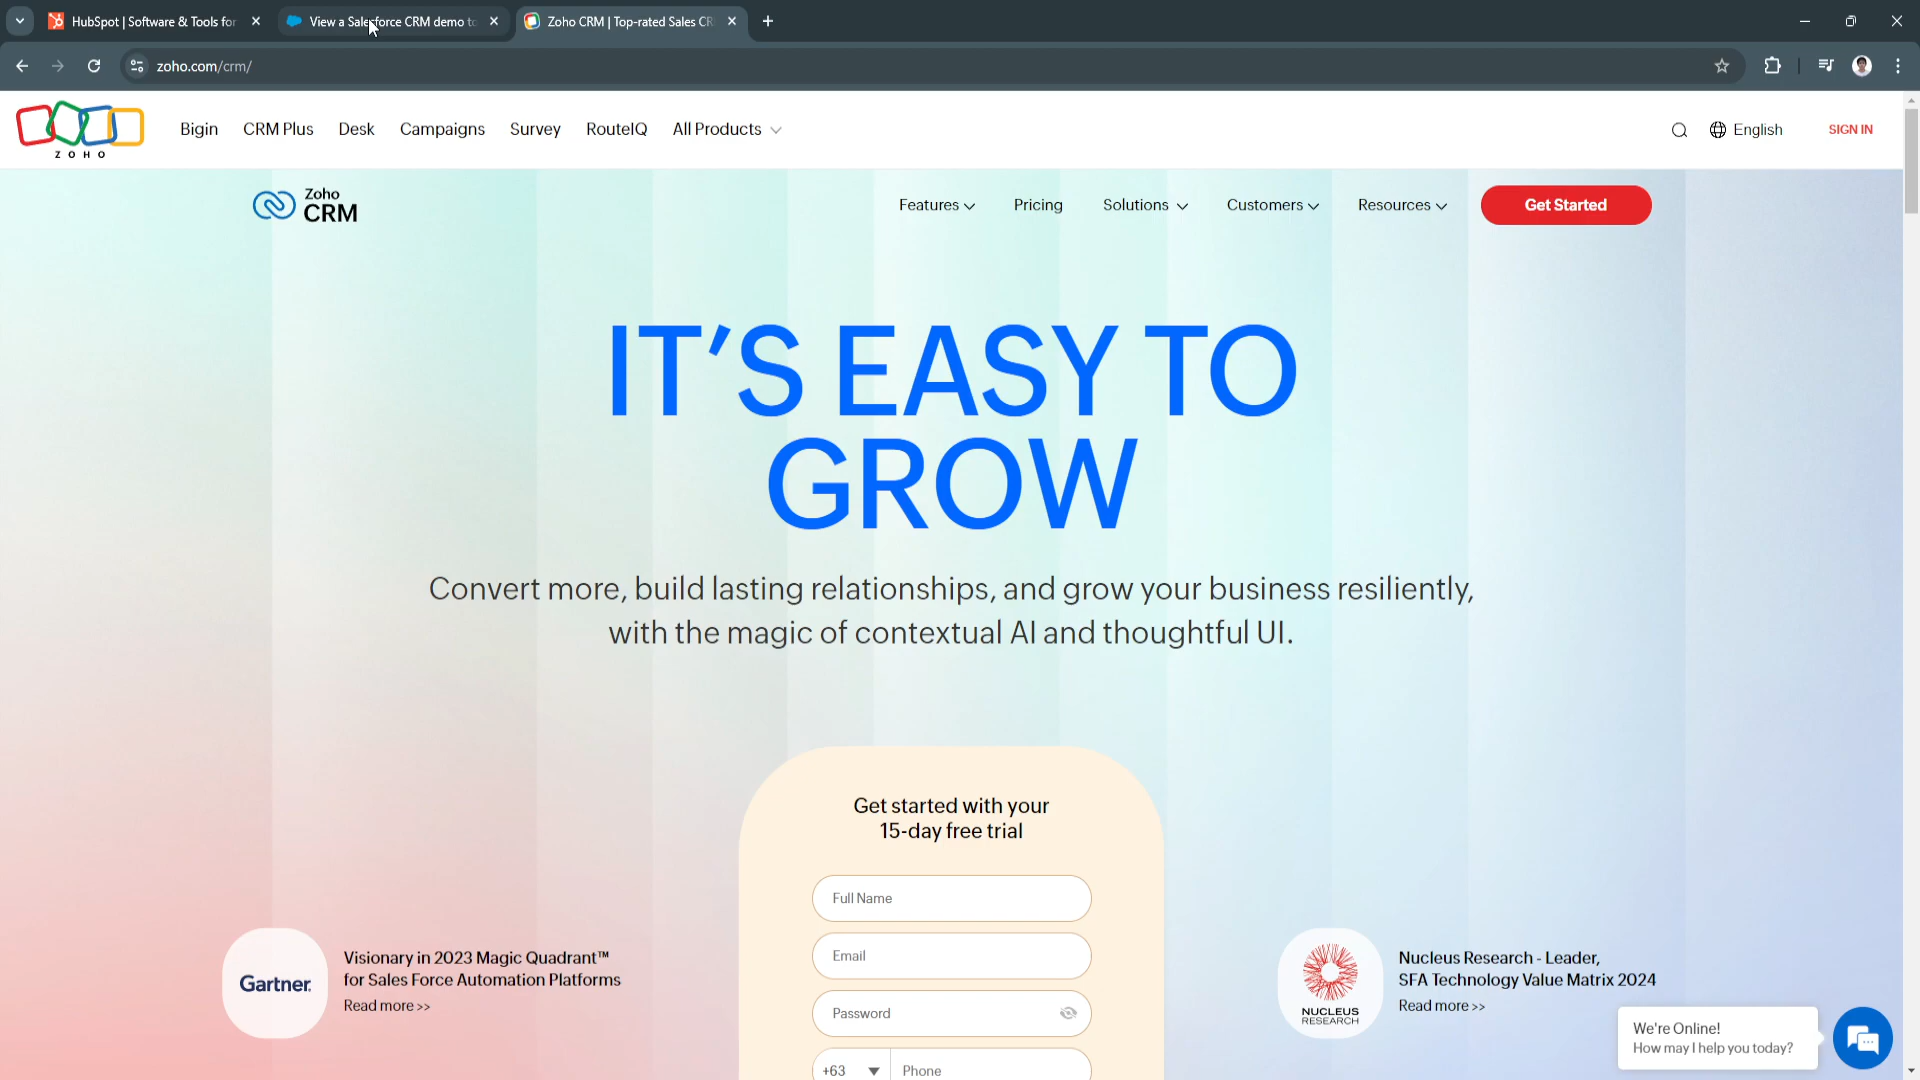 HubSpot | Software & Tools for
View a Salesforce CRM demo to
Zoho CRM | Top-rated Sales CR
zoho.com/crm/
ZOHO
Bigin
CRM Plus
Desk
Campaigns
Survey
RouteIQ
All Products
English
SIGN IN
Zoho
CRM
Features
Pricing
Solutions
Customers
Resources
Get Started
IT'S EASY TO
GROW
Convert more, build lasting relationships, and grow your business resiliently,
with the magic of contextual AI and thoughtful UI.
Get started with your
15-day free trial
Full Name
Email
Password
+63
Phone
Gartner
Visionary in 2023 Magic Quadrant™
for Sales Force Automation Platforms
Read more >>
NUCLEUS
RESEARCH
Nucleus Research - Leader,
SFA Technology Value Matrix 2024
Read more >>
We're Online!
How may I help you today?